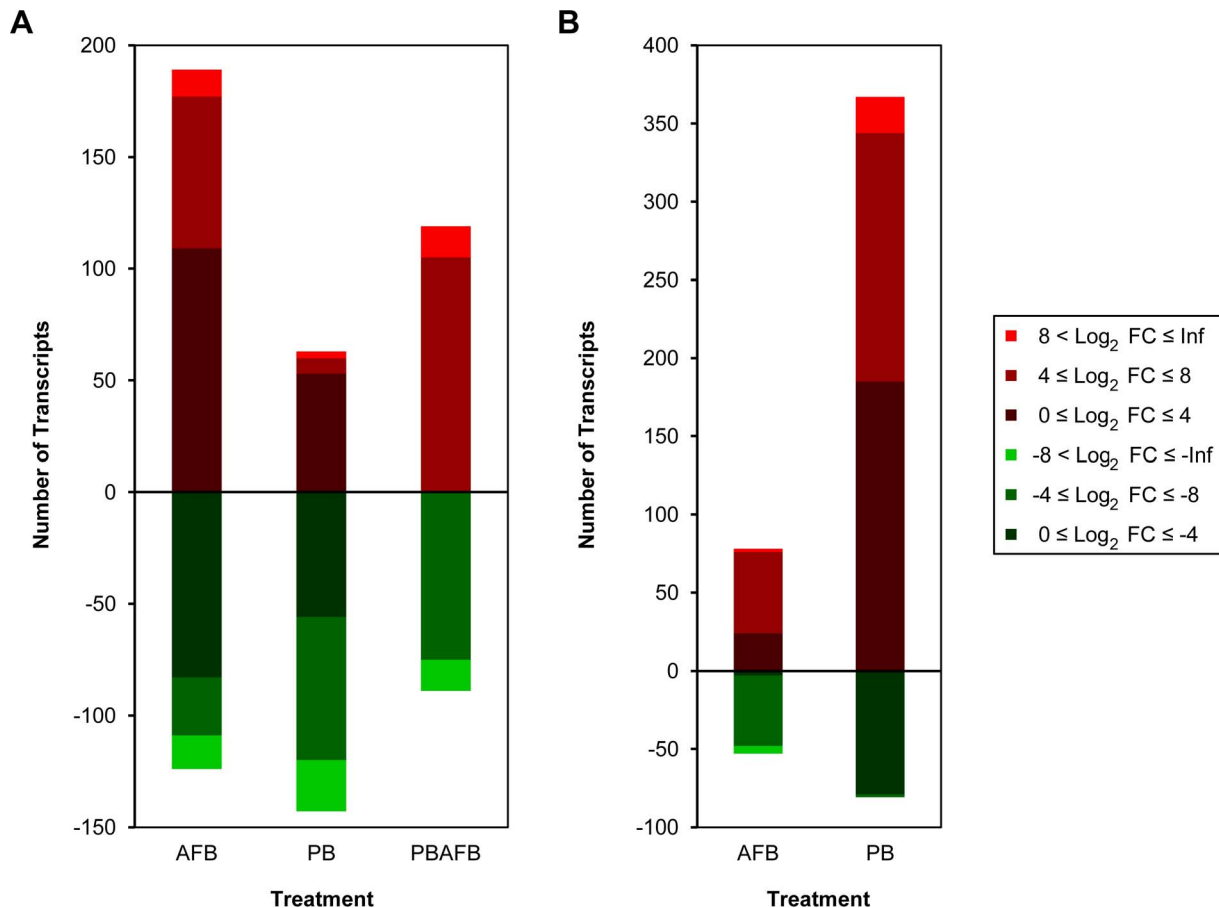 A
B
200
150
100
50
0
-50
-100
-150
Number of Transcripts
AFB
PB
PBAFB
Treatment
400
350
300
250
200
150
100
50
0
-50
-100
Number of Transcripts
AFB
PB
Treatment
8 < Log2 FC ≤ Inf
4 ≤ Log2 FC ≤ 8
0 ≤ Log2 FC ≤ 4
-8 < Log2 FC ≤ -Inf
-4 ≤ Log2 FC ≤ -8
0 ≤ Log2 FC ≤ -4